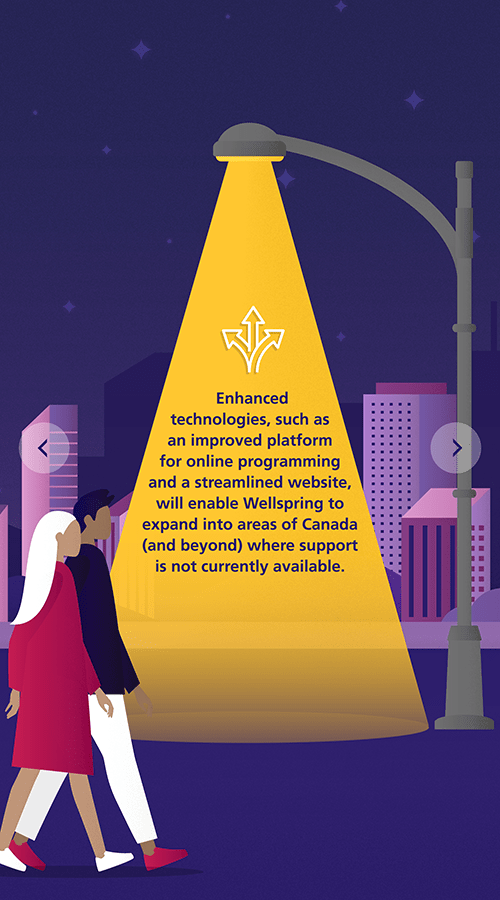 Enhanced
technologies, such as
an improved platform
for online programming
and a streamlined website,
will enable Wellspring to
expand into areas of Canada
(and beyond) where support
is not currently available.